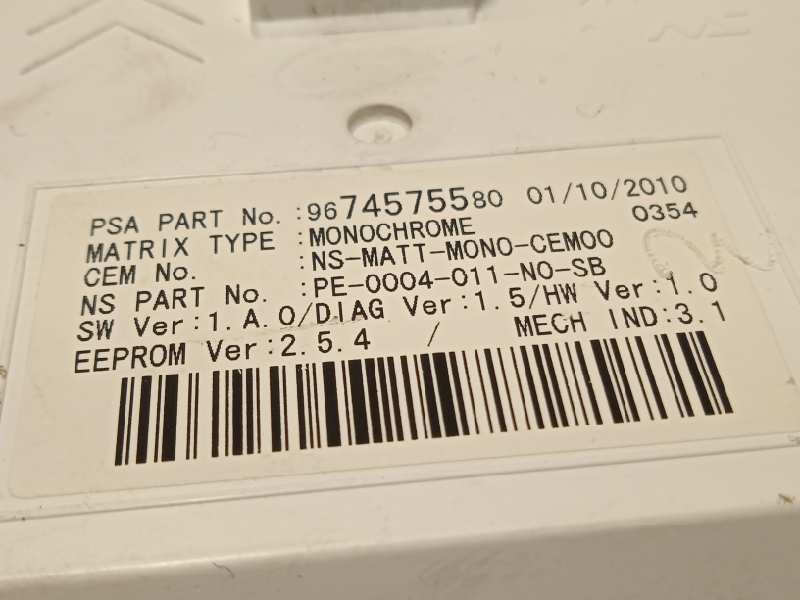 PSA PART No. :9674575580 01/10/2010
MATRIX TYPE :MONOCHROME 0354
CEM No. :NS-MATT-MONO-CEM00
NS PART No. :PE-0004-011-NO-SB
SW Ver:1.A.0/DIAG Ver:1.5/HW Ver:1.0
EEPROM Ver:2.5.4 / MECH IND:3.1